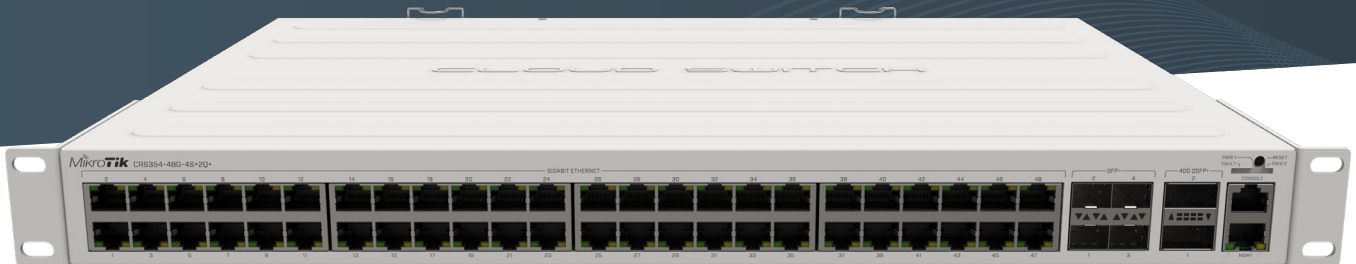 CLOUD SWITCH
MikroTik CRS354-48G-4S+2Q+
GIGABIT ETHERNET
SFP+
40G QSFP+
PWR 1
FAULT
RESET
PWR 2
2 4 6 8 10 12 14 16 18 20 22 24 26 28 30 32 34 36 38 40 42 44 46 48 2 4 2 CONSOLE
1 3 5 7 9 11 13 15 17 19 21 23 25 27 29 31 33 35 37 39 41 43 45 47 1 3 1 MGMT